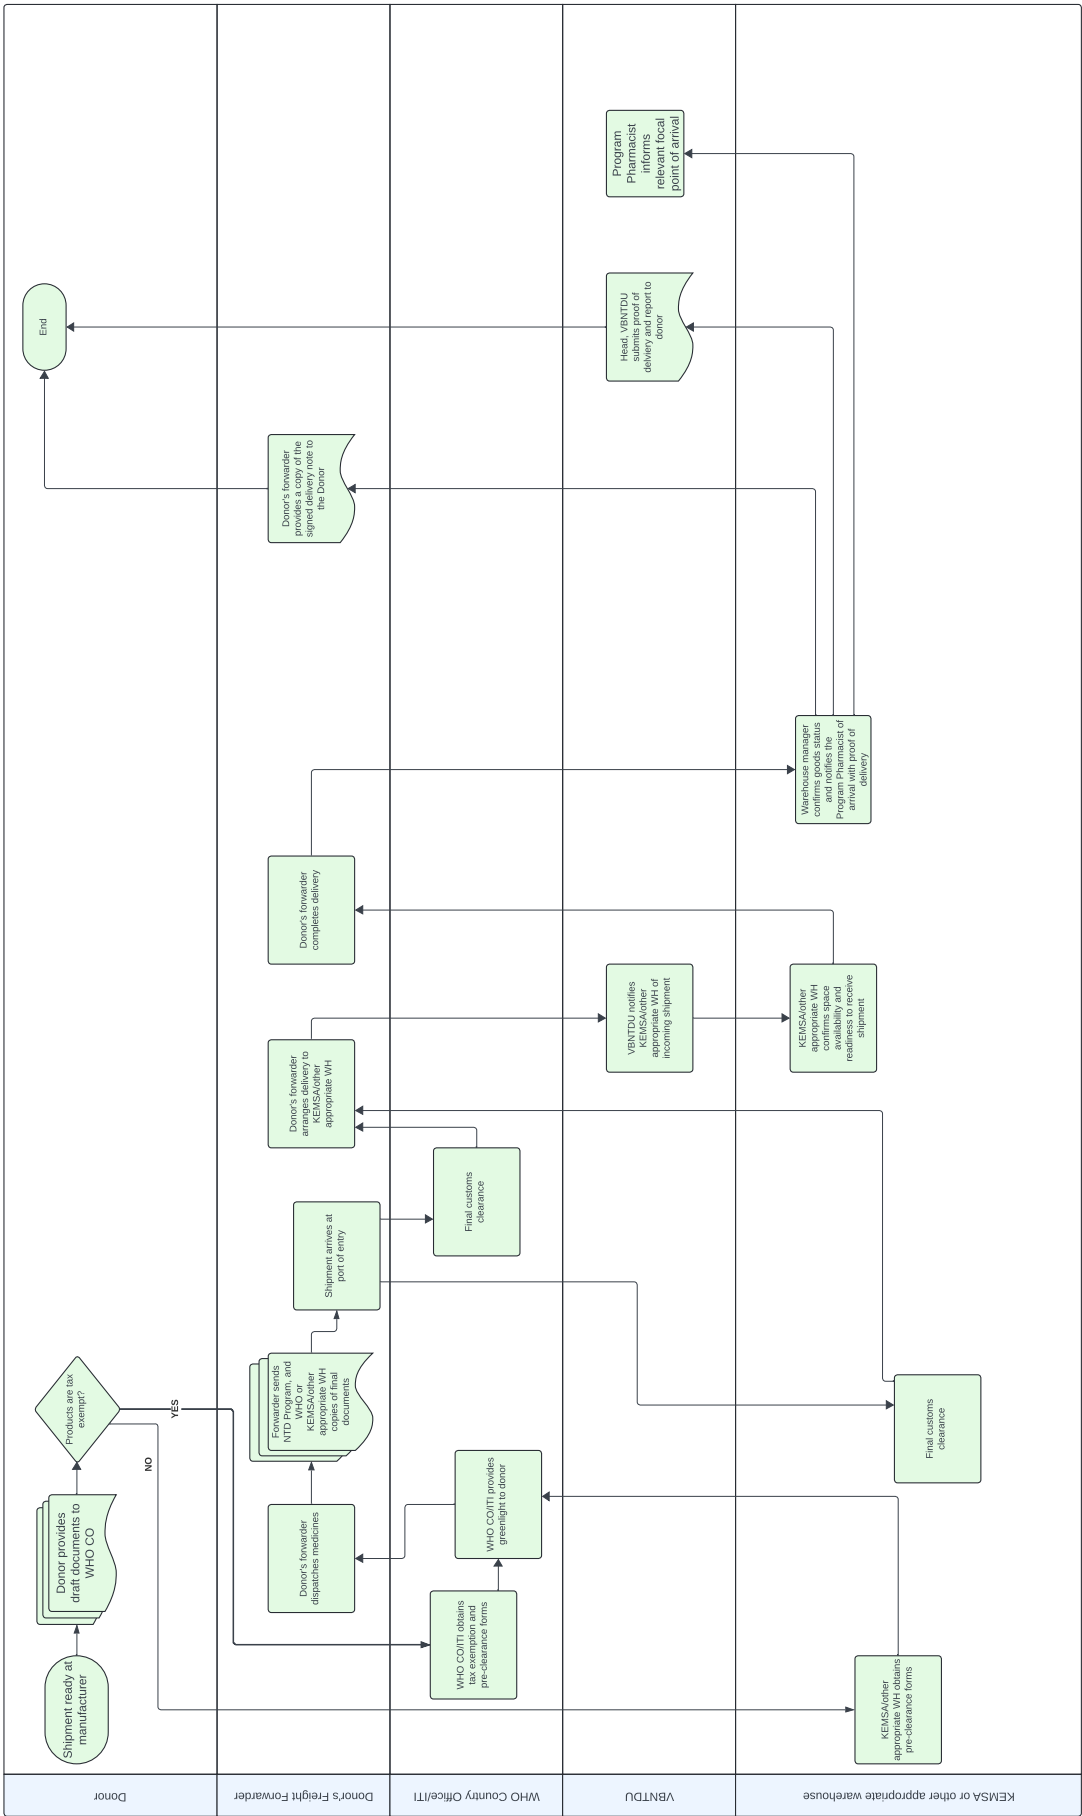 Donor
Shipment ready at
manufacturer
Donor provides
draft documents to
WHO CO
Products are tax
exempt?
YES
NO
End
Donor's Freight Forwarder
Donor's forwarder
dispatches medicines
Forwarder sends
NTD Program, and
WHO or
KEMSA/other
appropriate WH
copies of final
documents
Shipment arrives at
port of entry
Donor's forwarder
arranges delivery to
KEMSA/other
appropriate WH
Donor's forwarder
completes delivery
Donor's forwarder
provides a copy of the
signed delivery note to
the Donor
WHO Country Office/ITI
WHO CO/ITI obtains
tax exemption and
pre-clearance forms
WHO CO/ITI provides
greenlight to donor
Final customs
clearance
VBNTDU
VBNTDU notifies
KEMSA/other
appropriate WH of
incoming shipment
Head, VBNTDU
submits proof of
delviery and report to
donor
Program
Pharmacist
informs
relevant focal
point of arrival
KEMSA or other appropriate warehouse
KEMSA/other
appropriate WH obtains
pre-clearance forms
Final customs
clearance
KEMSA/other
appropriate WH
confirms space
availability and
readiness to receive
shipment
Warehouse manager
confirms goods status
and notifies the
Program Pharmacist of
arrival with proof of
delivery